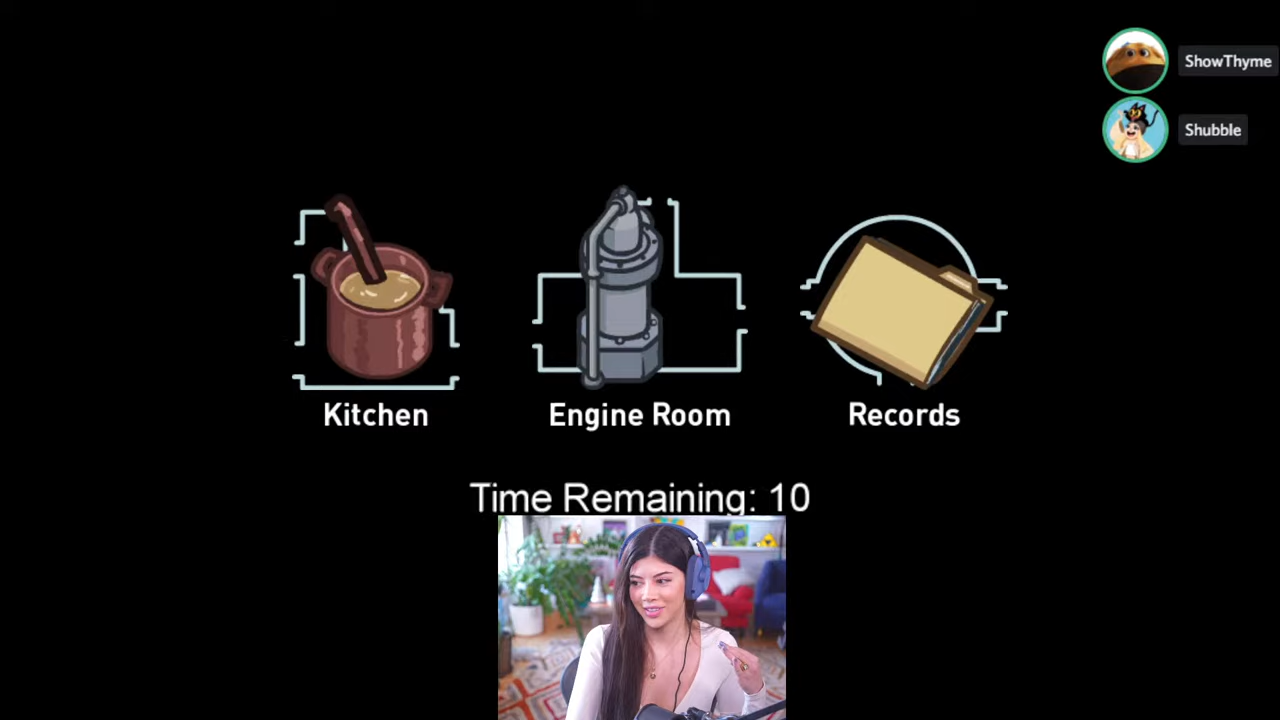 ShowThyme
Shubble
Kitchen
Engine Room
Records
Time Remaining: 10